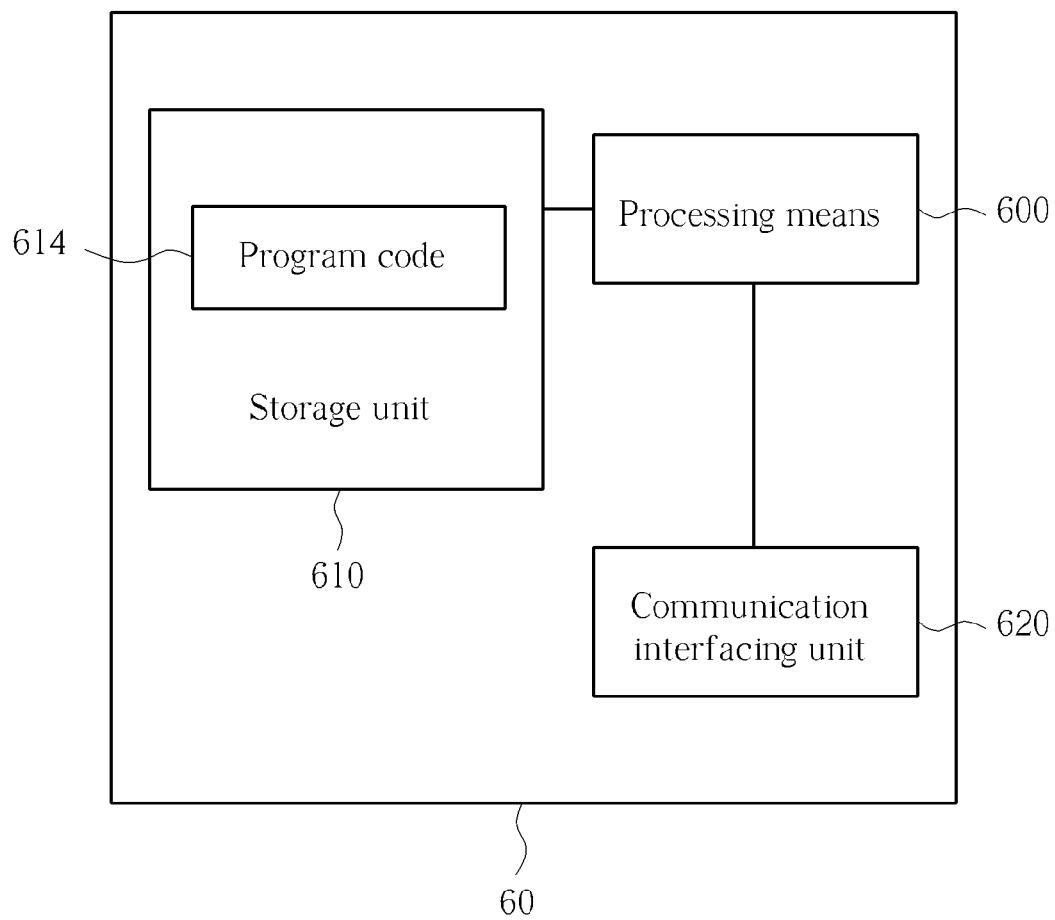 Processing means
600
614
Program code
Storage unit
610
Communication
interfacing unit
620
60